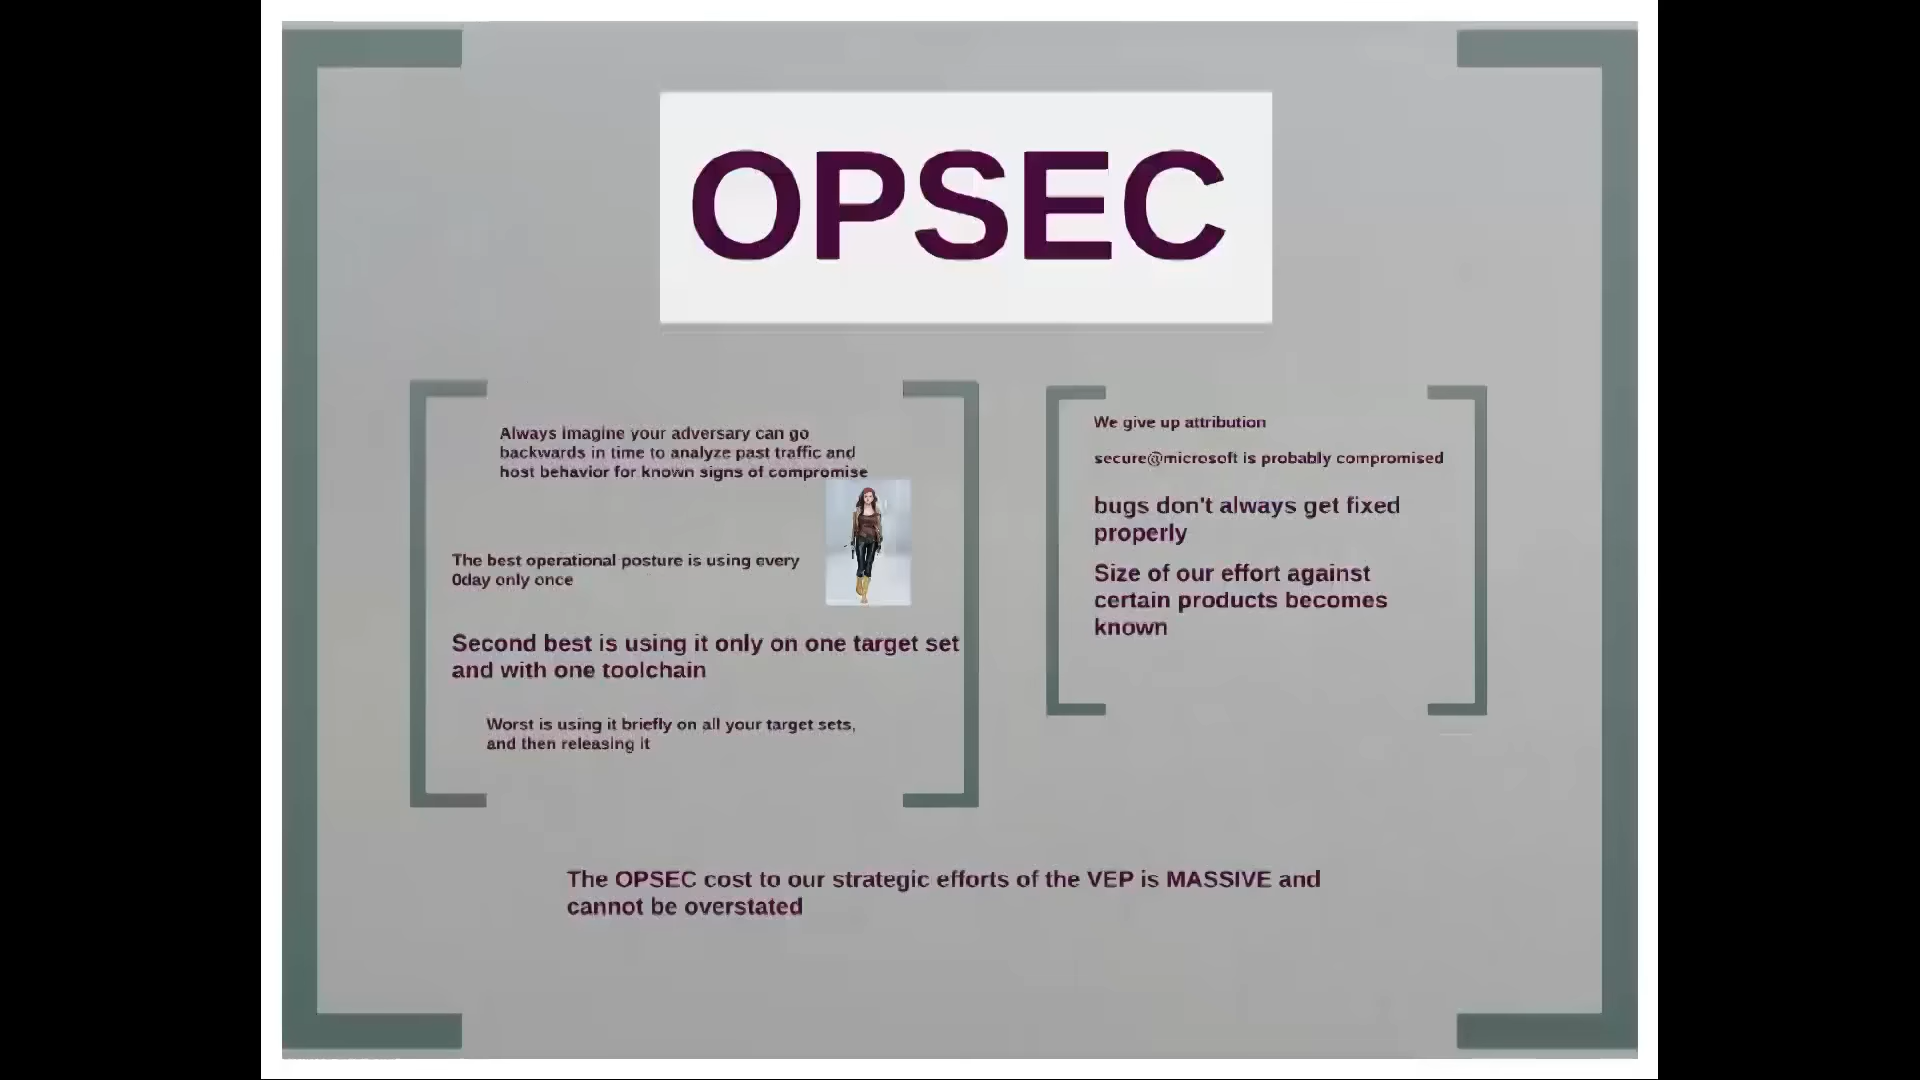 OPSEC
Always imagine your adversary can go
backwards in time to analyze past traffic and
host behavior for known signs of compromise
The best operational posture is using every
0day only once
Second best is using it only on one target set
and with one toolchain
Worst is using it briefly on all your target sets,
and then releasing it
We give up attribution
secure@microsoft is probably compromised
bugs don't always get fixed
properly
Size of our effort against
certain products becomes
known
The OPSEC cost to our strategic efforts of the VEP is MASSIVE and
cannot be overstated